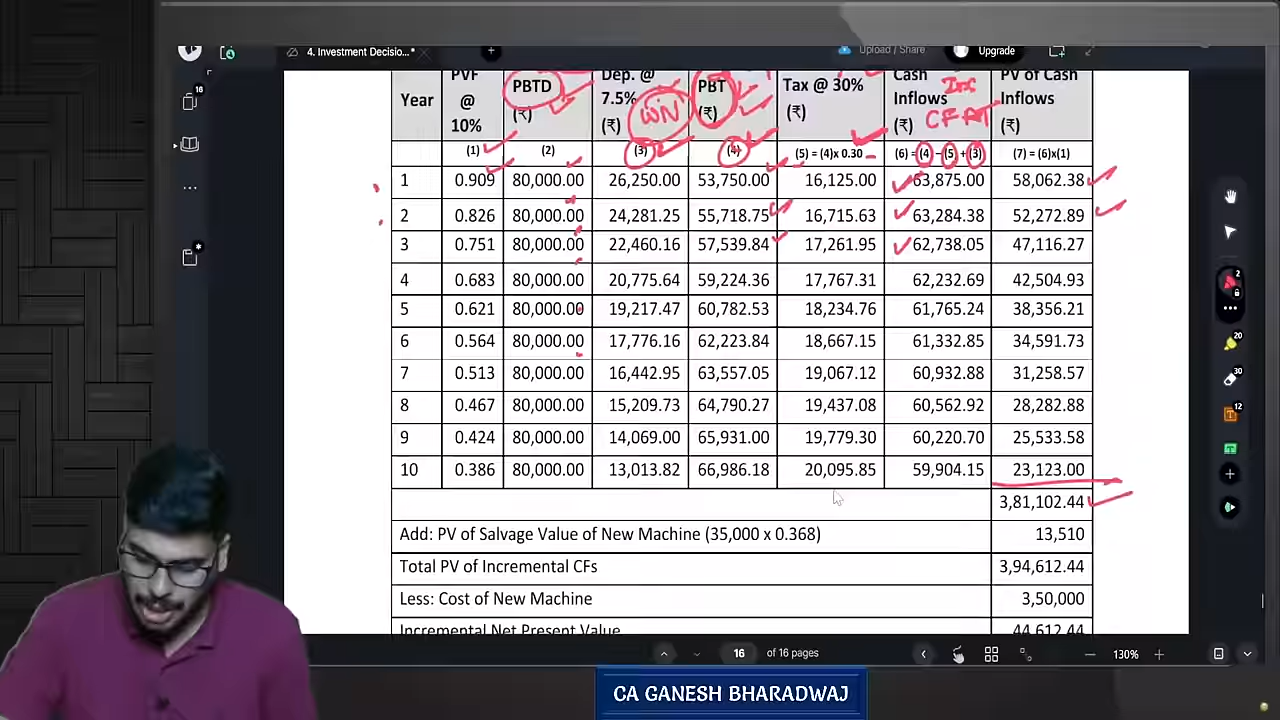 4. Investment Decisio...*
+
Upload / Share
Upgrade
16
Year PVF @ 10% PBTD (₹) Dep. @ 7.5% (₹) WN PBT (₹) Tax @ 30% (₹) Cash Inflows (₹) Inc CFAT PV of Cash Inflows (₹)
(1) (2) (3) (4) (5) = (4)x 0.30 (6) = (4 – 5 + (3) (7) = (6)x(1)
1 0.909 80,000.00 26,250.00 53,750.00 16,125.00 63,875.00 58,062.38
2 0.826 80,000.00 24,281.25 55,718.75 16,715.63 63,284.38 52,272.89
3 0.751 80,000.00 22,460.16 57,539.84 17,261.95 62,738.05 47,116.27
4 0.683 80,000.00 20,775.64 59,224.36 17,767.31 62,232.69 42,504.93
5 0.621 80,000.00 19,217.47 60,782.53 18,234.76 61,765.24 38,356.21
6 0.564 80,000.00 17,776.16 62,223.84 18,667.15 61,332.85 34,591.73
7 0.513 80,000.00 16,442.95 63,557.05 19,067.12 60,932.88 31,258.57
8 0.467 80,000.00 15,209.73 64,790.27 19,437.08 60,562.92 28,282.88
9 0.424 80,000.00 14,069.00 65,931.00 19,779.30 60,220.70 25,533.58
10 0.386 80,000.00 13,013.82 66,986.18 20,095.85 59,904.15 23,123.00
3,81,102.44
Add: PV of Salvage Value of New Machine (35,000 x 0.368) 13,510
Total PV of Incremental CFs 3,94,612.44
Less: Cost of New Machine 3,50,000
Incremental Net Present Value 44,612.44
2
20
30
12
16 of 16 pages
130%
CA GANESH BHARADWAJ